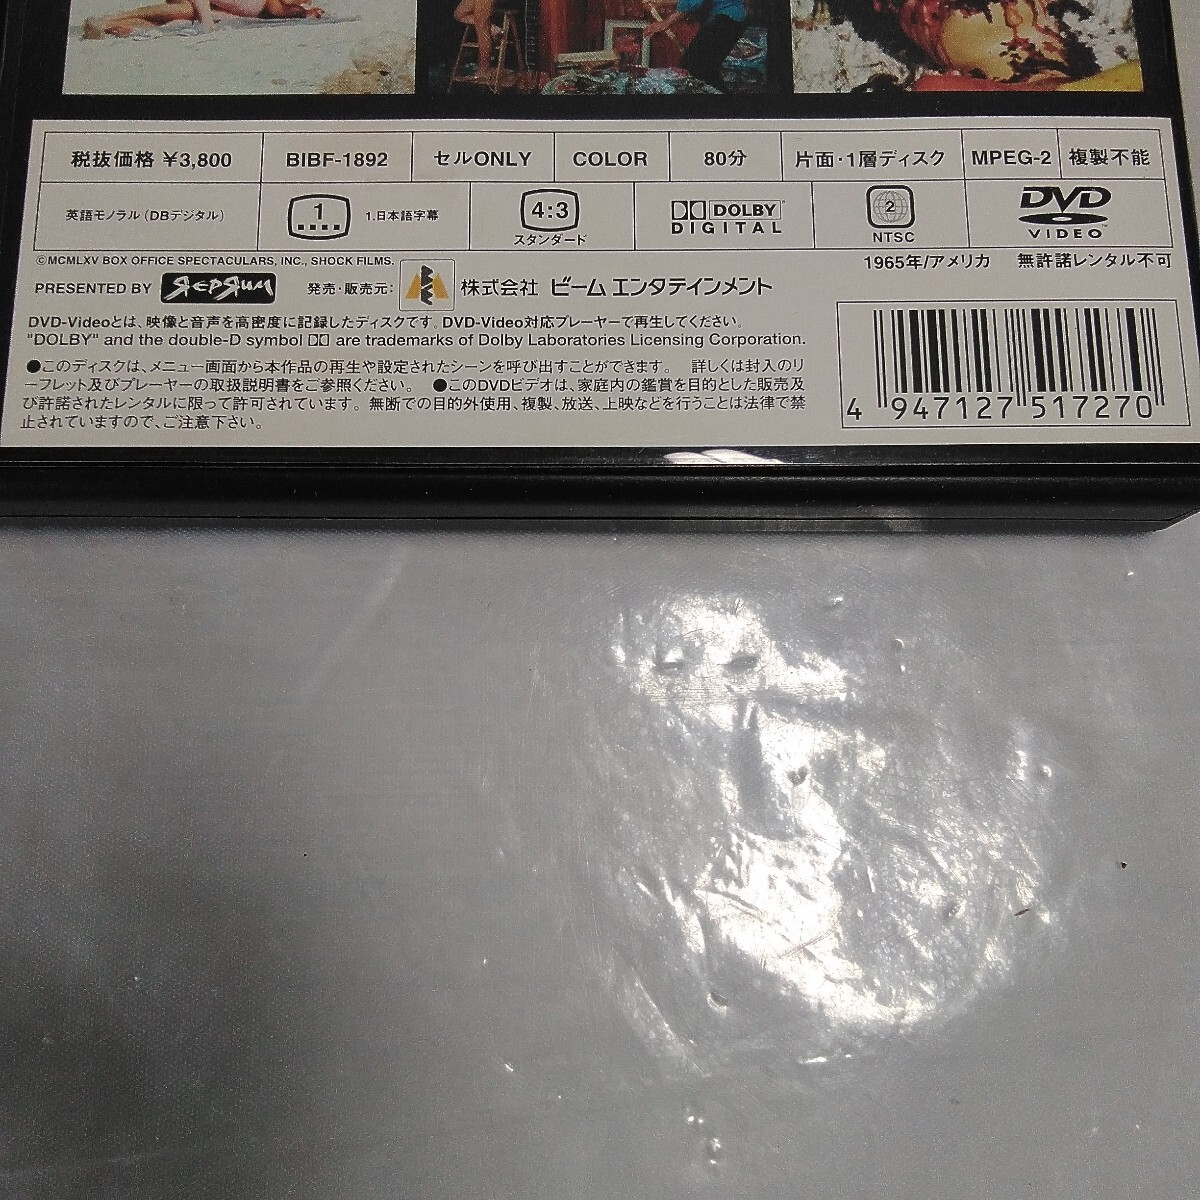 税抜価格 ¥3,800 BIBF-1892 セルONLY COLOR 80分 片面・1層ディスク MPEG-2 複製不能
英語モノラル(DBデジタル) 1 1.日本語字幕 4:3 スタンダード DOLBY DIGITAL 2 NTSC DVD VIDEO™
©MCMLXV BOX OFFICE SPECTACULARS, INC., SHOCK FILMS. 1965年/アメリカ 無許諾レンタル不可
PRESENTED BY REDRUM 発売・販売元: 株式会社 ビームエンタテインメント
DVD-Videoとは、映像と音声を高密度に記録したディスクです。DVD-Video対応プレーヤーで再生してください。
"DOLBY" and the double-D symbol are trademarks of Dolby Laboratories Licensing Corporation.
●このディスクは、メニュー画面から本作品の再生や設定されたシーンを呼び出すことができます。 詳しくは封入のリ
ーフレット及びプレーヤーの取扱説明書をご参照ください。 ●このDVDビデオは、家庭内の鑑賞を目的とした販売及
び許諾されたレンタルに限って許可されています。無断での目的外使用、複製、放送、上映などを行うことは法律で禁
止されていますので、ご注意下さい。
4 947127 517270